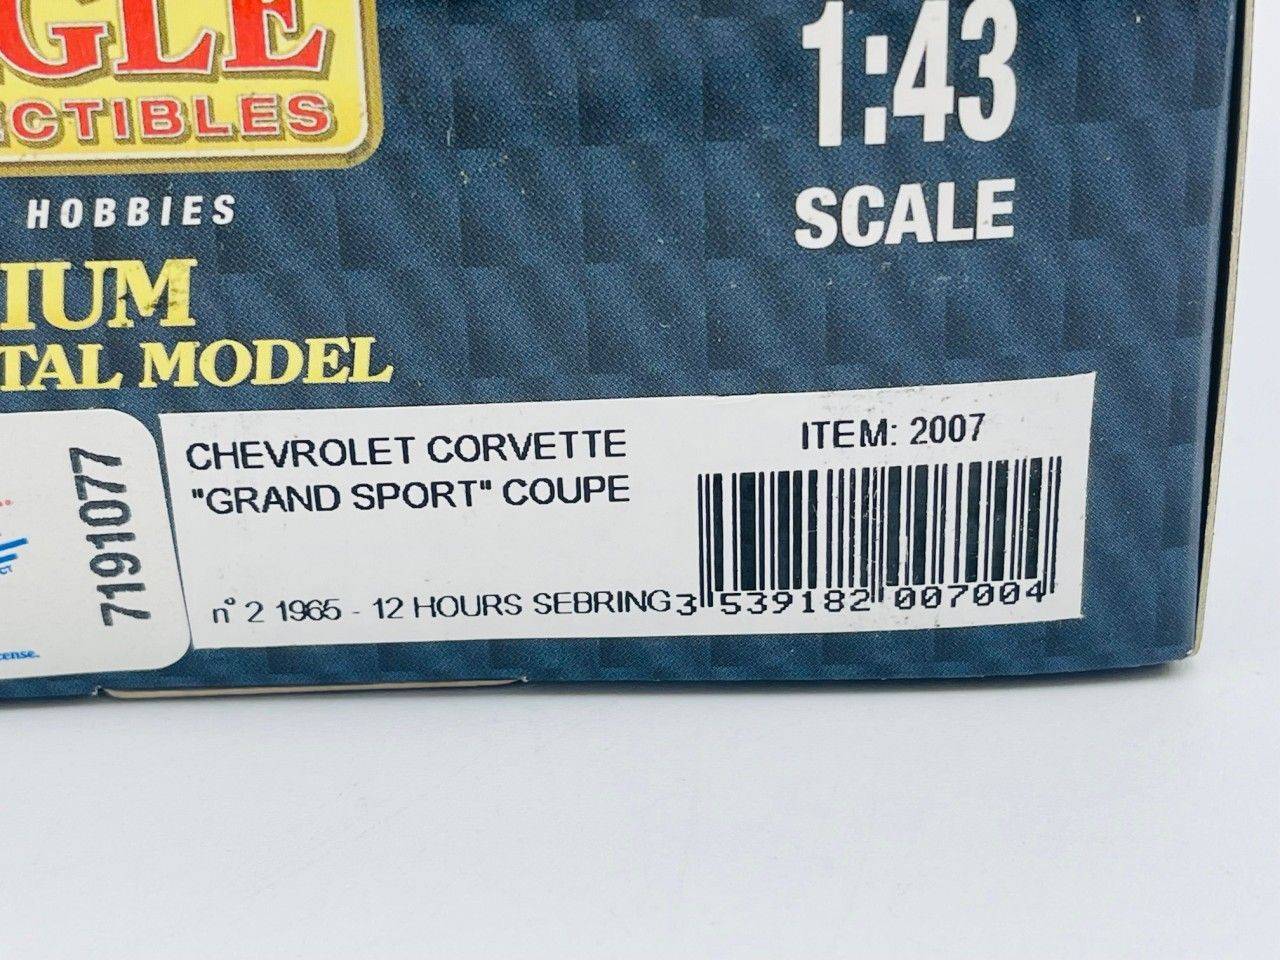 GLE
ECTIBLES
HOBBIES
IUM
TAL MODEL
1:43
SCALE
7191077
ense.
CHEVROLET CORVETTE
"GRAND SPORT" COUPE
n° 2 1965 - 12 HOURS SEBRING
ITEM: 2007
3 539182 007004